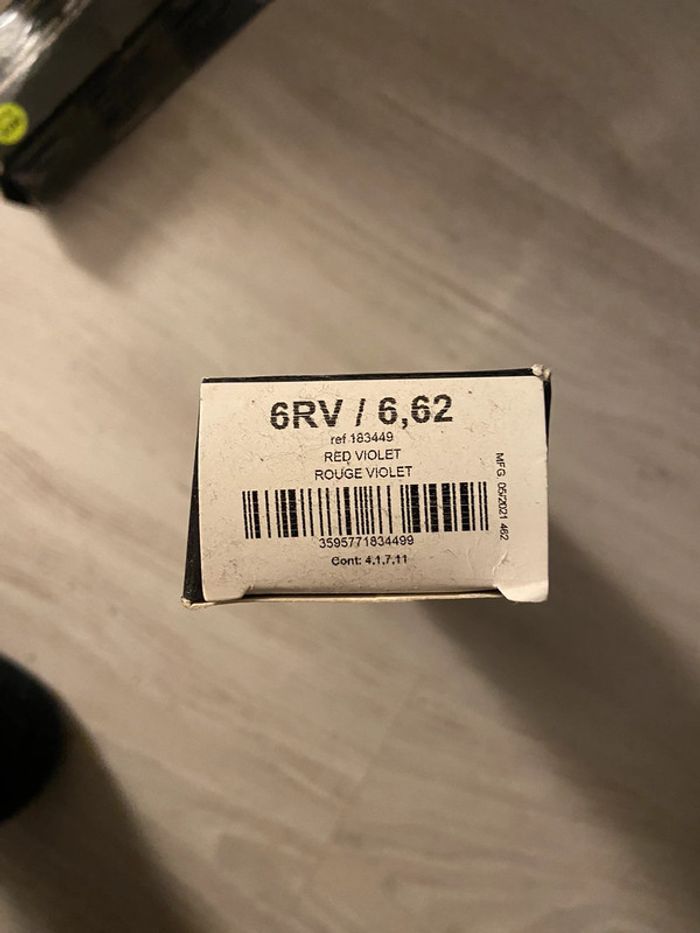 6RV / 6,62
ref 183449
RED VIOLET
ROUGE VIOLET
3595771834499
Cont: 4,1,7,11
MFG 05/2021 462